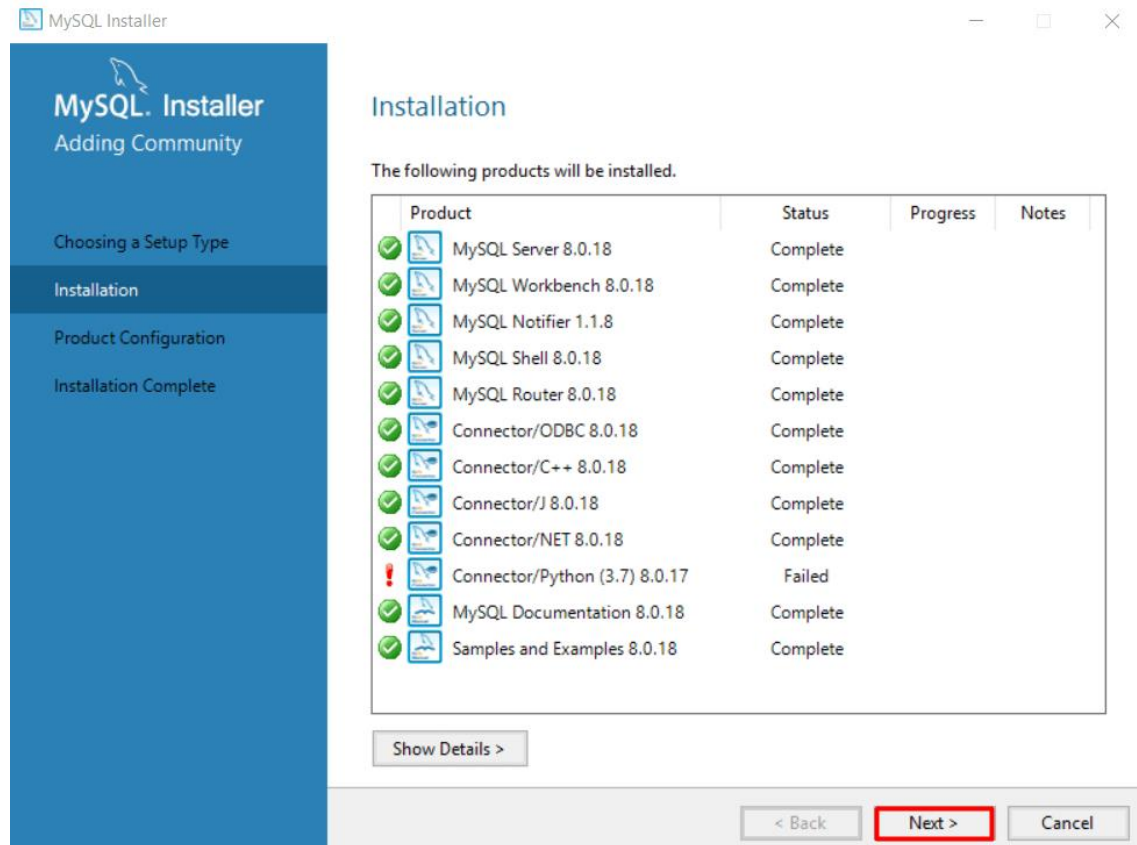 MySQL Installer
MySQL. Installer
Adding Community
Choosing a Setup Type
Installation
Product Configuration
Installation Complete
Installation
The following products will be installed.
Product Status Progress Notes
MySQL Server 8.0.18 Complete
MySQL Workbench 8.0.18 Complete
MySQL Notifier 1.1.8 Complete
MySQL Shell 8.0.18 Complete
MySQL Router 8.0.18 Complete
Connector/ODBC 8.0.18 Complete
Connector/C++ 8.0.18 Complete
Connector/J 8.0.18 Complete
Connector/NET 8.0.18 Complete
Connector/Python (3.7) 8.0.17 Failed
MySQL Documentation 8.0.18 Complete
Samples and Examples 8.0.18 Complete
Show Details >
< Back Next > Cancel